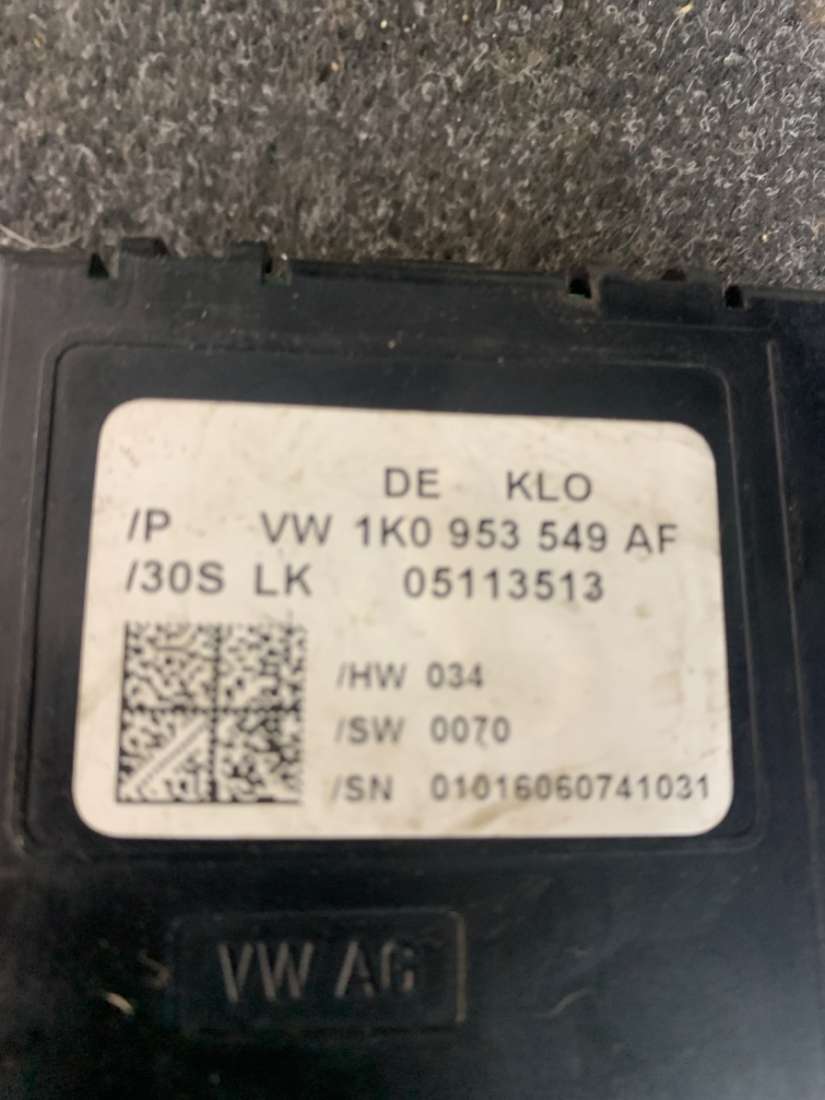 DE KLO
/P VW 1K0 953 549 AF
/30S LK 05113513
/HW 034
/SW 0070
/SN 01016060741031
VW AG